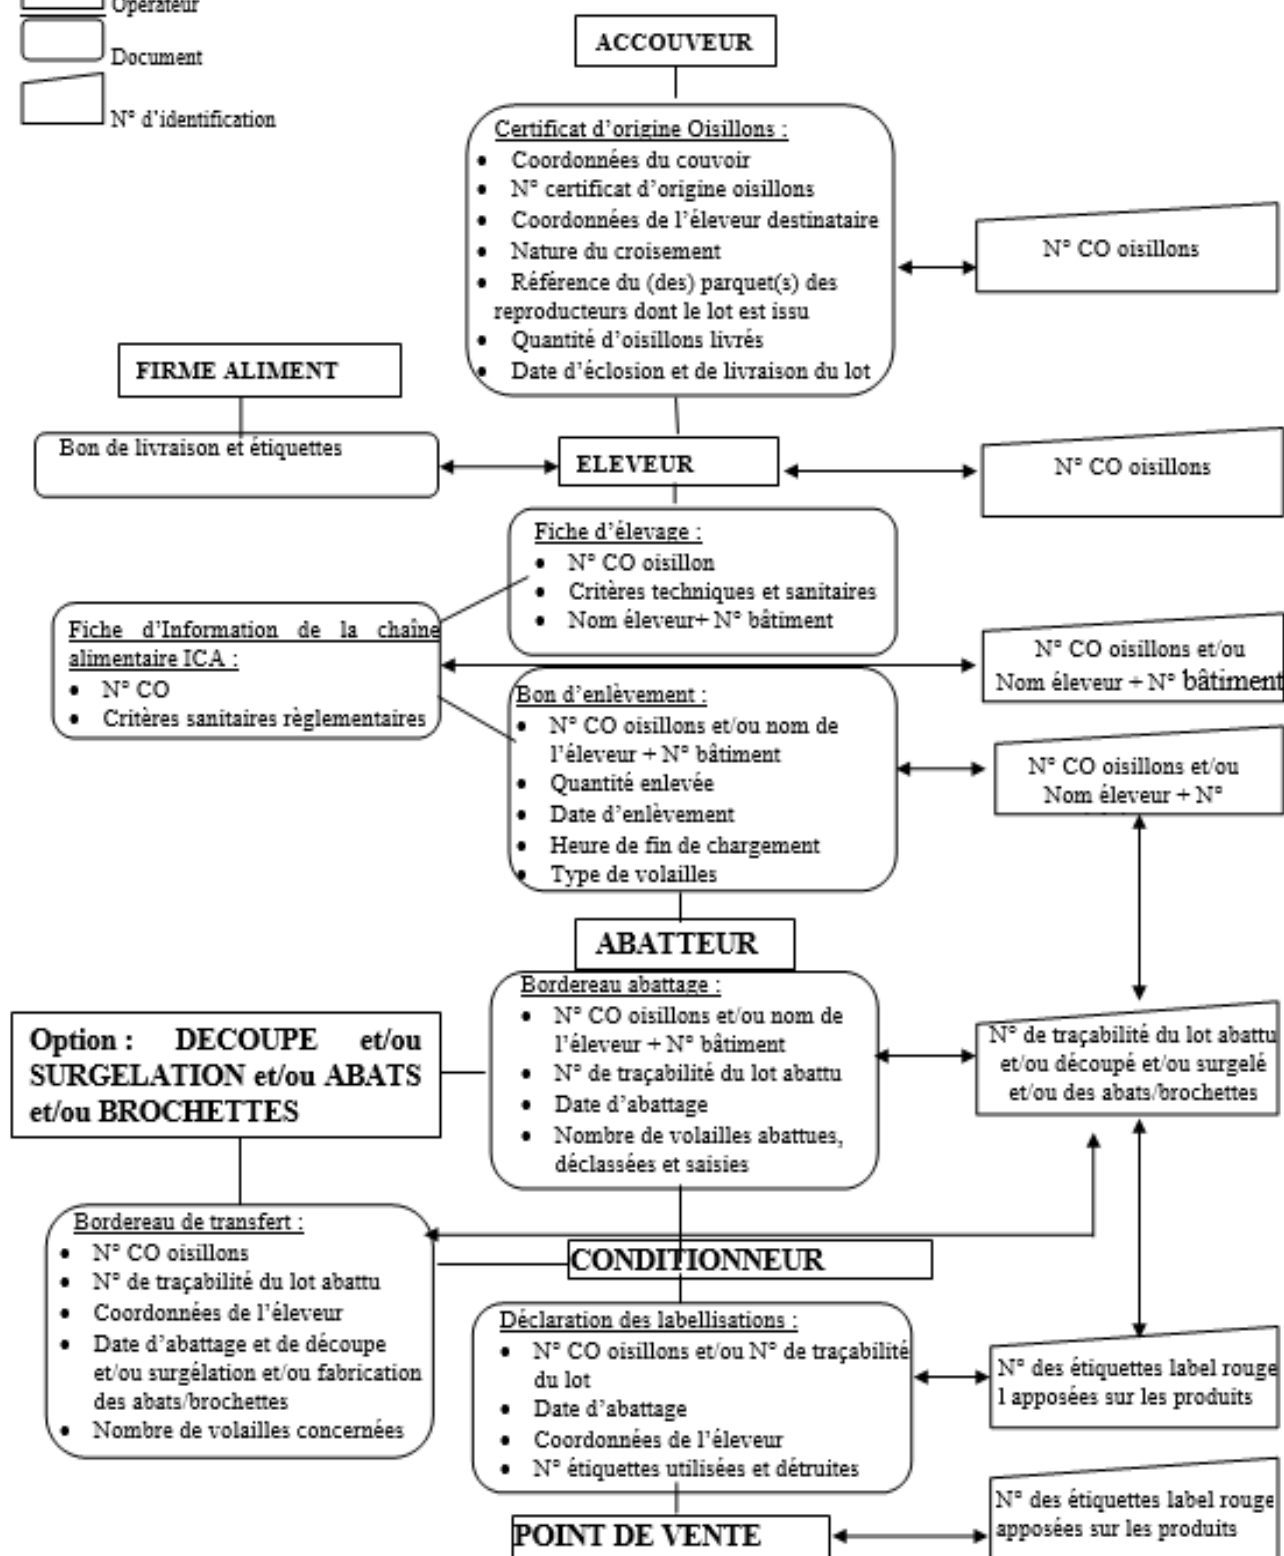 Opérateur
Document
N° d'identification
ACCOUVEUR
Certificat d'origine Oisillons :
• Coordonnées du couvoir
• N° certificat d'origine oisillons
• Coordonnées de l'éleveur destinataire
• Nature du croisement
• Référence du (des) parquet(s) des
reproducteurs dont le lot est issu
• Quantité d'oisillons livrés
• Date d'éclosion et de livraison du lot
N° CO oisillons
FIRME ALIMENT
Bon de livraison et étiquettes
ELEVEUR
N° CO oisillons
Fiche d'élevage :
• N° CO oisillon
• Critères techniques et sanitaires
• Nom éleveur+ N° bâtiment
Fiche d'Information de la chaîne
alimentaire ICA :
• N° CO
• Critères sanitaires règlementaires
N° CO oisillons et/ou
Nom éleveur + N° bâtiment
Bon d'enlèvement :
• N° CO oisillons et/ou nom de
l'éleveur + N° bâtiment
• Quantité enlevée
• Date d'enlèvement
• Heure de fin de chargement
• Type de volailles
N° CO oisillons et/ou
Nom éleveur + N°
ABATTEUR
Bordereau abattage :
• N° CO oisillons et/ou nom de
l'éleveur + N° bâtiment
• N° de traçabilité du lot abattu
• Date d'abattage
• Nombre de volailles abattues,
déclassées et saisies
Option : DECOUPE et/ou
SURGELATION et/ou ABATS
et/ou BROCHETTES
N° de traçabilité du lot abattu
et/ou découpé et/ou surgelé
et/ou des abats/brochettes
Bordereau de transfert :
• N° CO oisillons
• N° de traçabilité du lot abattu
• Coordonnées de l'éleveur
• Date d'abattage et de découpe
et/ou surgélation et/ou fabrication
des abats/brochettes
• Nombre de volailles concernées
CONDITIONNEUR
Déclaration des labellisations :
• N° CO oisillons et/ou N° de traçabilité
du lot
• Date d'abattage
• Coordonnées de l'éleveur
• N° étiquettes utilisées et détruites
N° des étiquettes label rouge
l apposées sur les produits
POINT DE VENTE
N° des étiquettes label rouge
apposées sur les produits